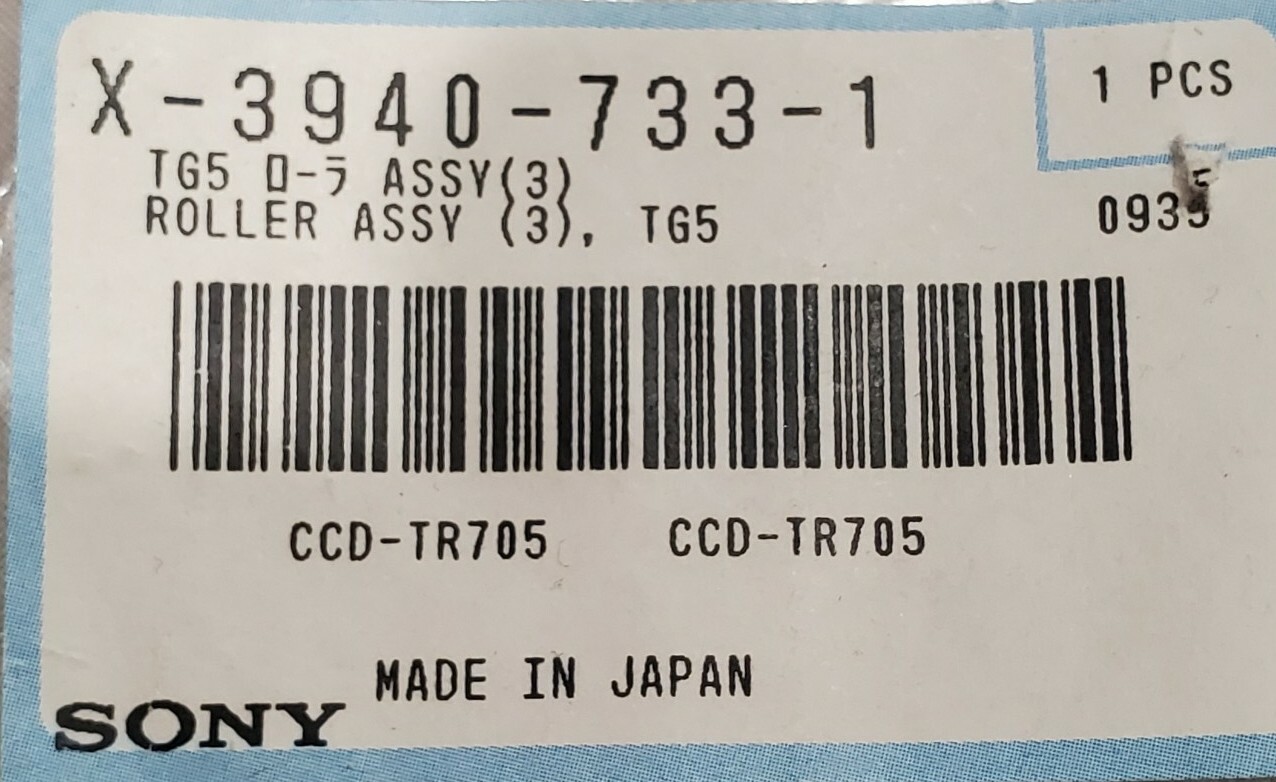 X-3940-733-1
1 PCS
TG5 ローラ ASSY(3)
ROLLER ASSY (3), TG5
CCD-TR705 CCD-TR705
MADE IN JAPAN
SONY